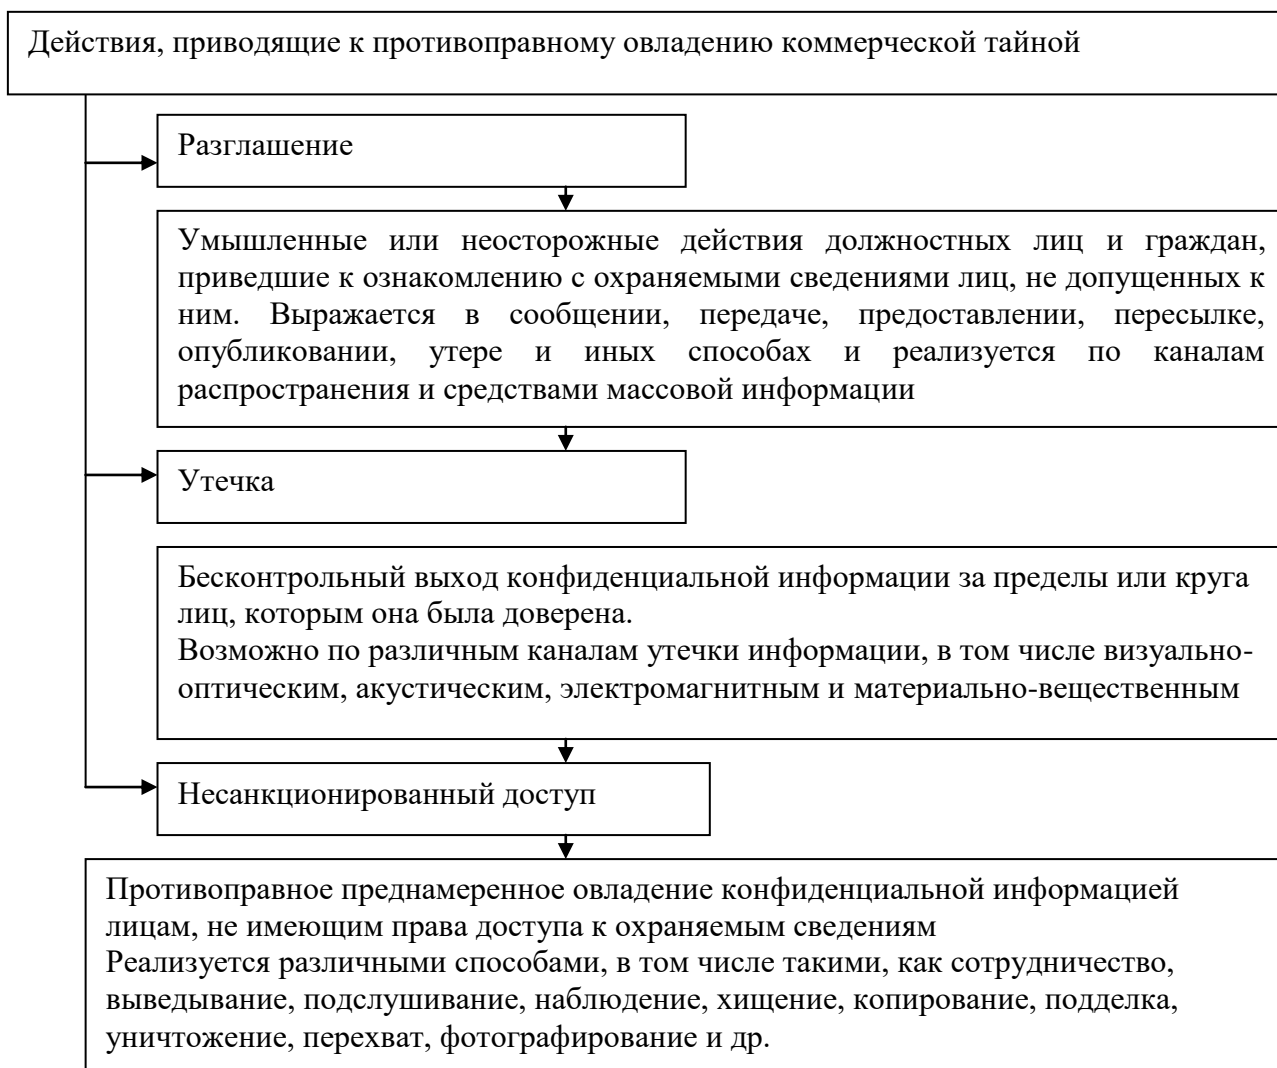 Действия, приводящие к противоправному овладению коммерческой тайной
Разглашение
Умышленные или неосторожные действия должностных лиц и граждан,
приведшие к ознакомлению с охраняемыми сведениями лиц, не допущенных к
ним. Выражается в сообщении, передаче, предоставлении, пересылке,
опубликовании, утере и иных способах и реализуется по каналам
распространения и средствами массовой информации
Утечка
Бесконтрольный выход конфиденциальной информации за пределы или круга
лиц, которым она была доверена.
Возможно по различным каналам утечки информации, в том числе визуально-
оптическим, акустическим, электромагнитным и материально-вещественным
Несанкционированный доступ
Противоправное преднамеренное овладение конфиденциальной информацией
лицам, не имеющим права доступа к охраняемым сведениям
Реализуется различными способами, в том числе такими, как сотрудничество,
выведывание, подслушивание, наблюдение, хищение, копирование, подделка,
уничтожение, перехват, фотографирование и др.